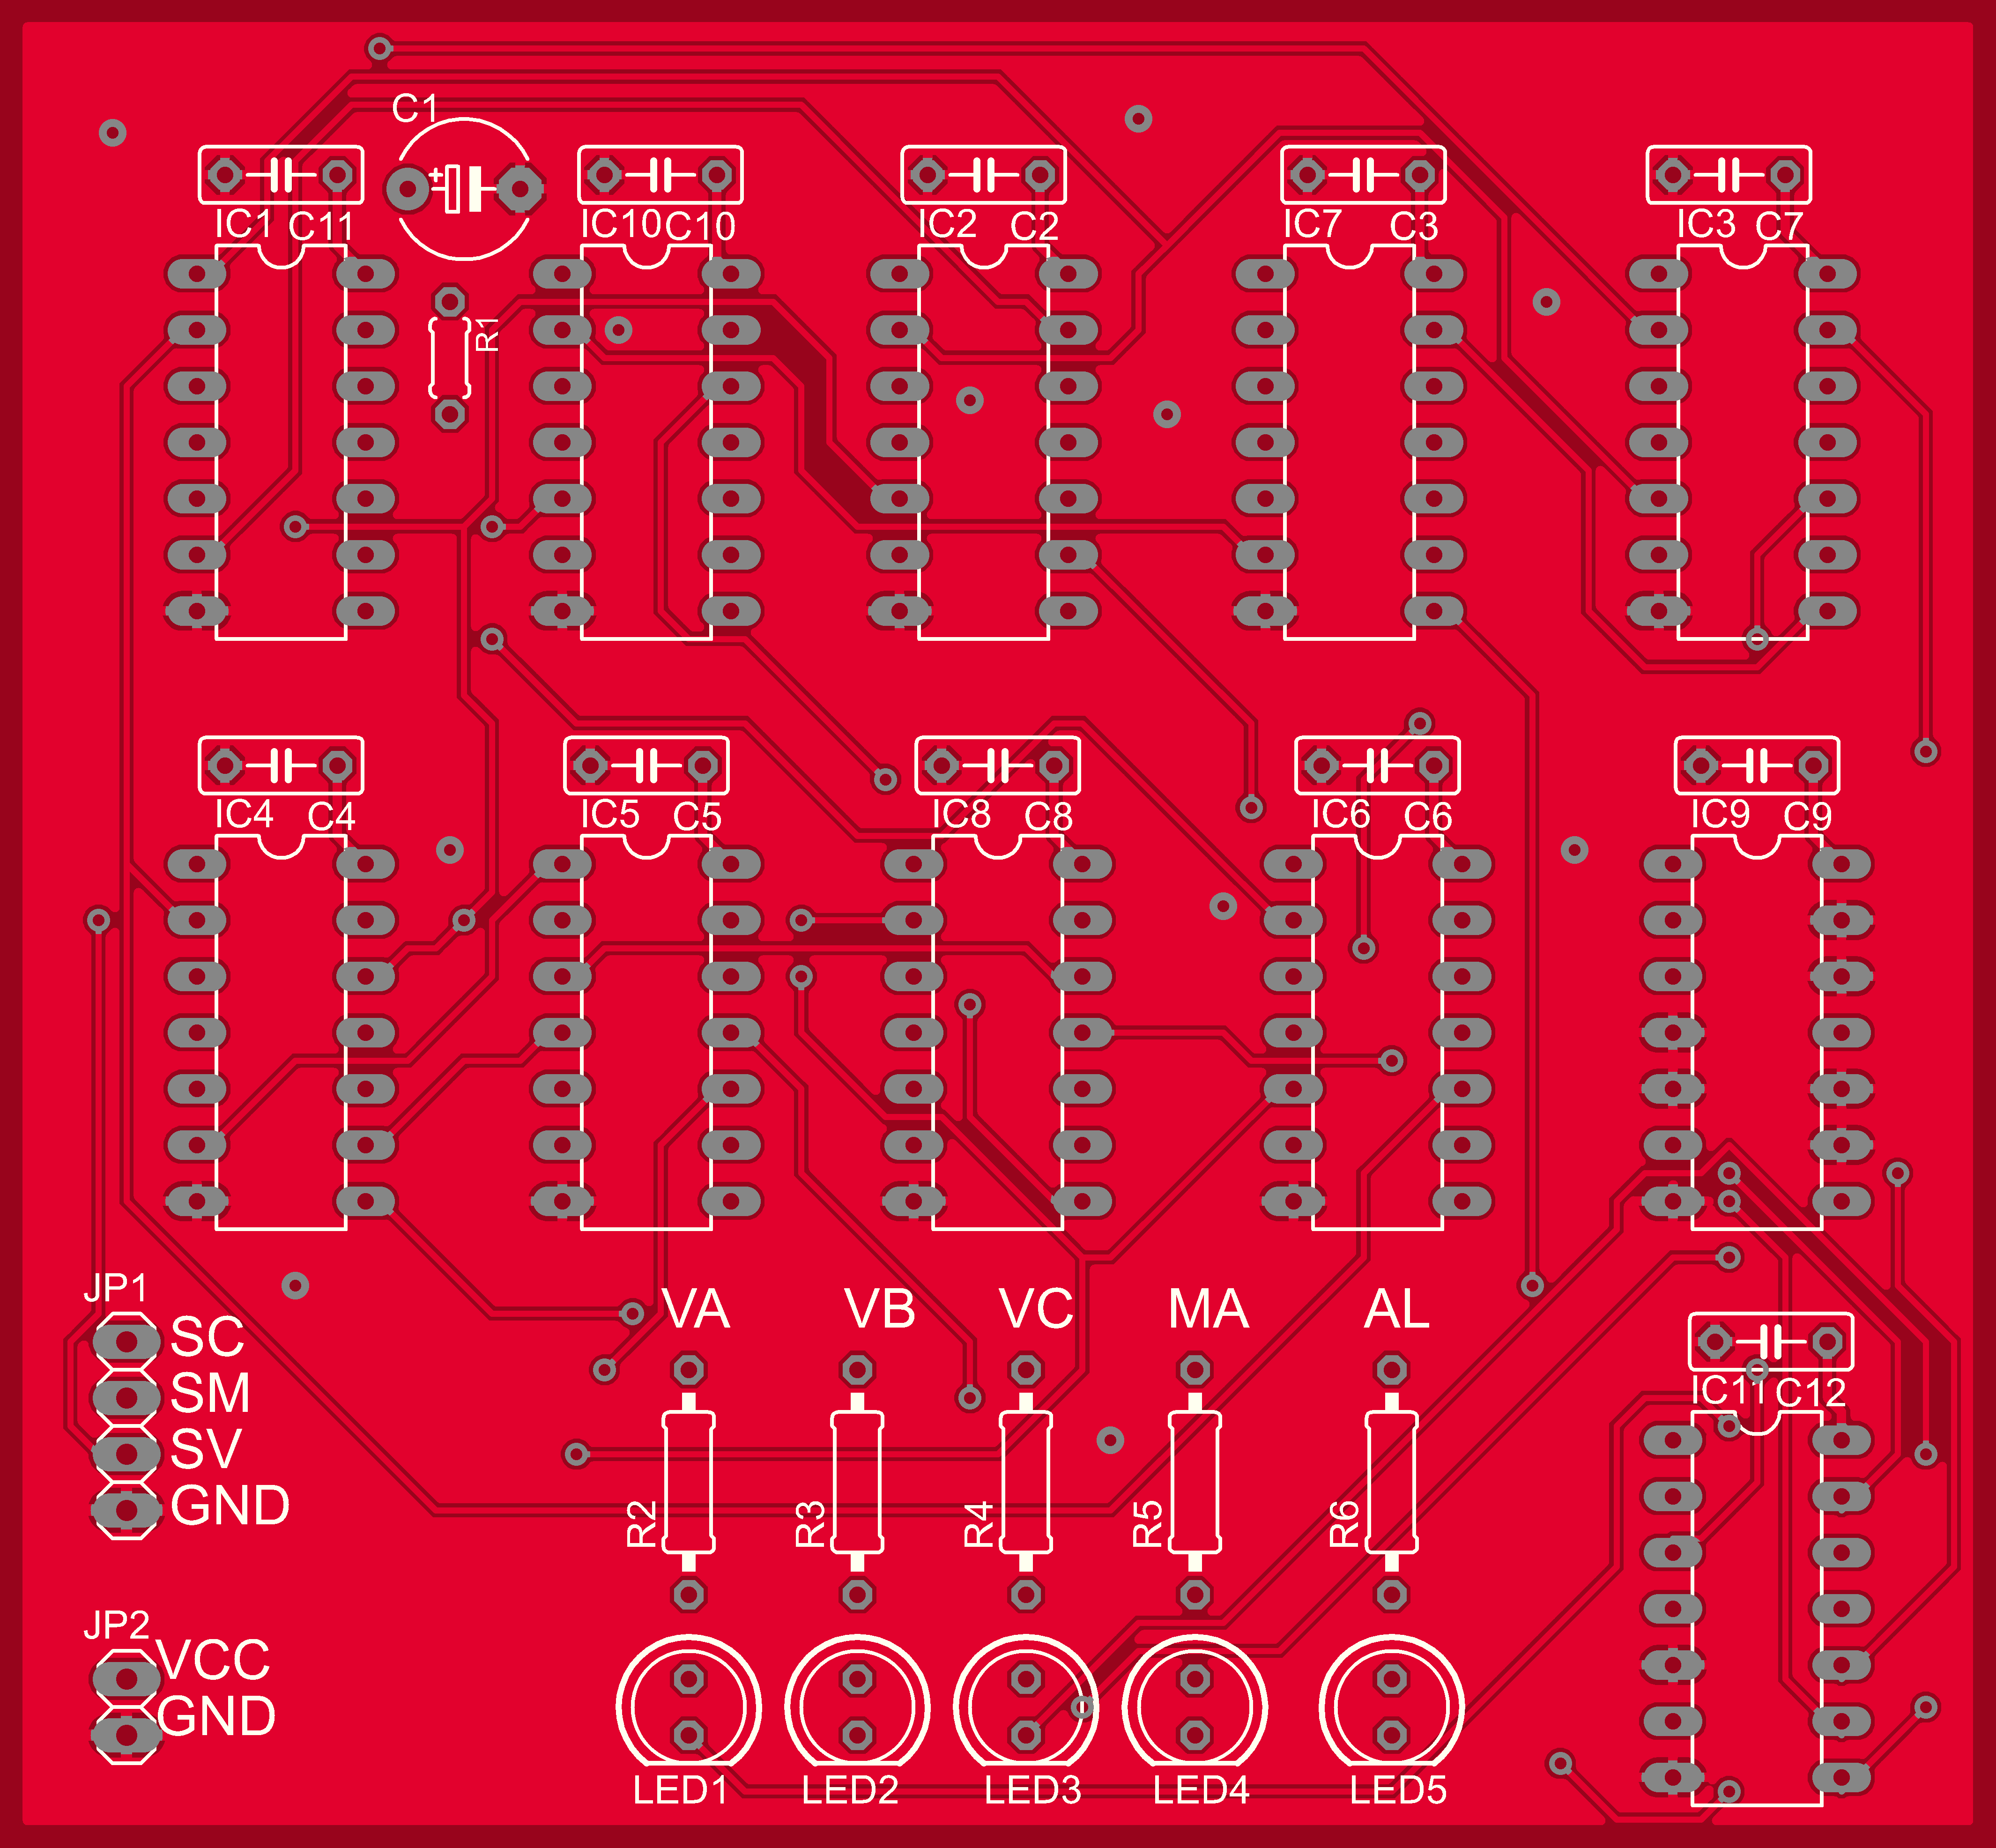 C1
IC1 C11
IC10 C10
IC2 C2
IC7 C3
IC3 C7
R1
IC4 C4
IC5 C5
IC8 C8
IC6 C6
IC9 C9
JP1
SC
SM
SV
GND
VA VB VC MA AL
IC11 C12
R2 R3 R4 R5 R6
JP2
VCC
GND
LED1 LED2 LED3 LED4 LED5